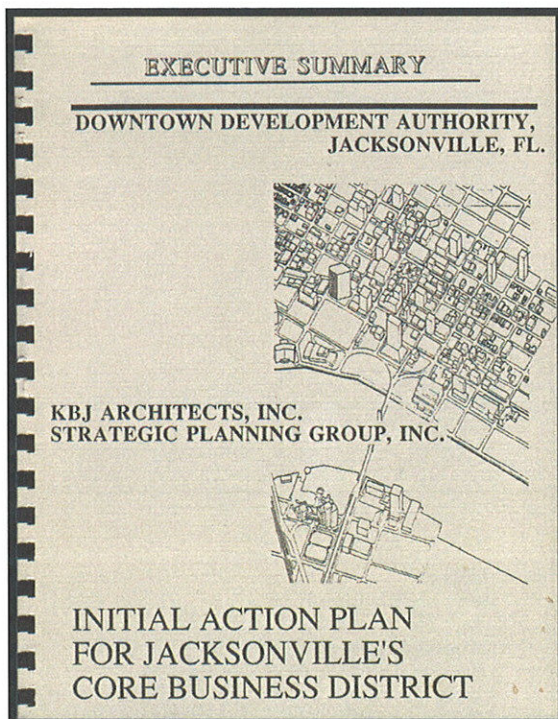 EXECUTIVE SUMMARY
DOWNTOWN DEVELOPMENT AUTHORITY,
JACKSONVILLE, FL.
KBJ ARCHITECTS, INC.
STRATEGIC PLANNING GROUP, INC.
INITIAL ACTION PLAN
FOR JACKSONVILLE'S
CORE BUSINESS DISTRICT